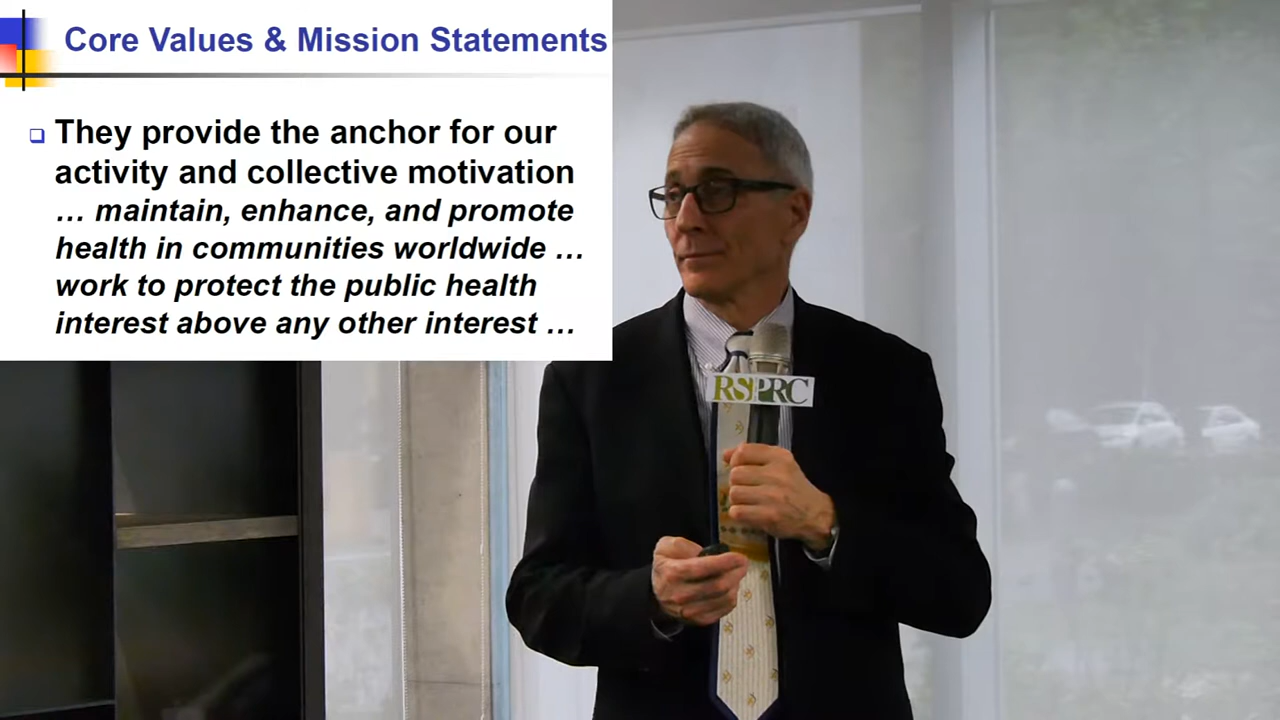 Core Values & Mission Statements
They provide the anchor for our
activity and collective motivation
… maintain, enhance, and promote
health in communities worldwide …
work to protect the public health
interest above any other interest …
RSPRC